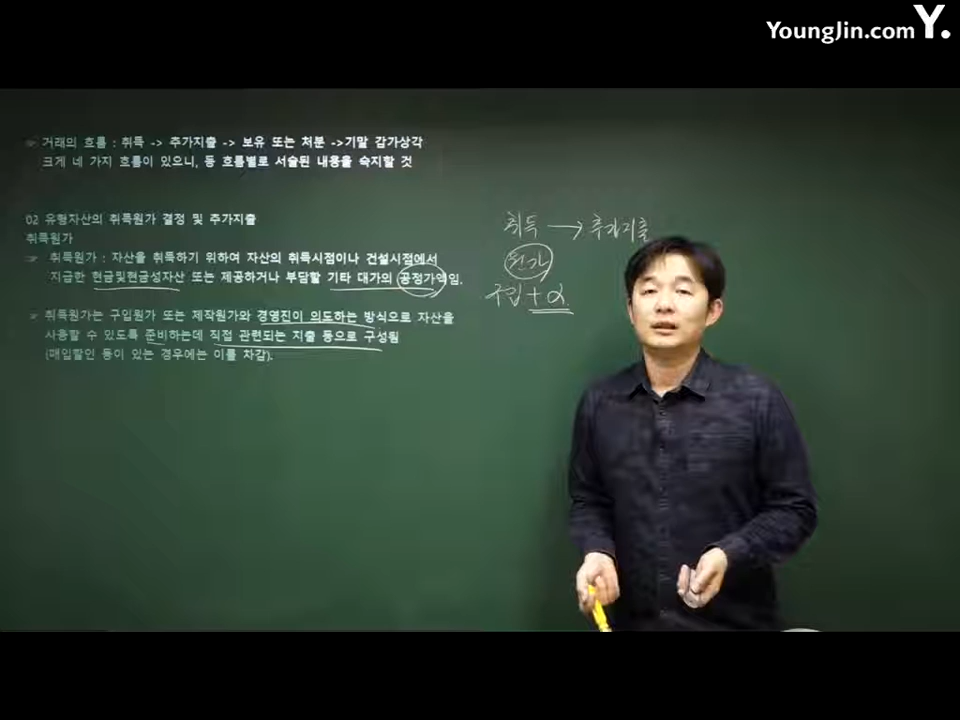 YoungJin.com Y.
☞ 거래의 흐름 : 취득 -> 추가지출 -> 보유 또는 처분 ->기말 감가상각
크게 네 가지 흐름이 있으니, 동 흐름별로 서술된 내용을 숙지할 것
02 유형자산의 취득원가 결정 및 추가지출
취득원가
☞ 취득원가 : 자산을 취득하기 위하여 자산의 취득시점이나 건설시점에서
지급한 현금및현금성자산 또는 제공하거나 부담할 기타 대가의 공정가액임.
☞ 취득원가는 구입원가 또는 제작원가와 경영진이 의도하는 방식으로 자산을
사용할 수 있도록 준비하는데 직접 관련되는 지출 등으로 구성됨
(매입할인 등이 있는 경우에는 이를 차감).
취득 → 추가지출
원가
구입 + α